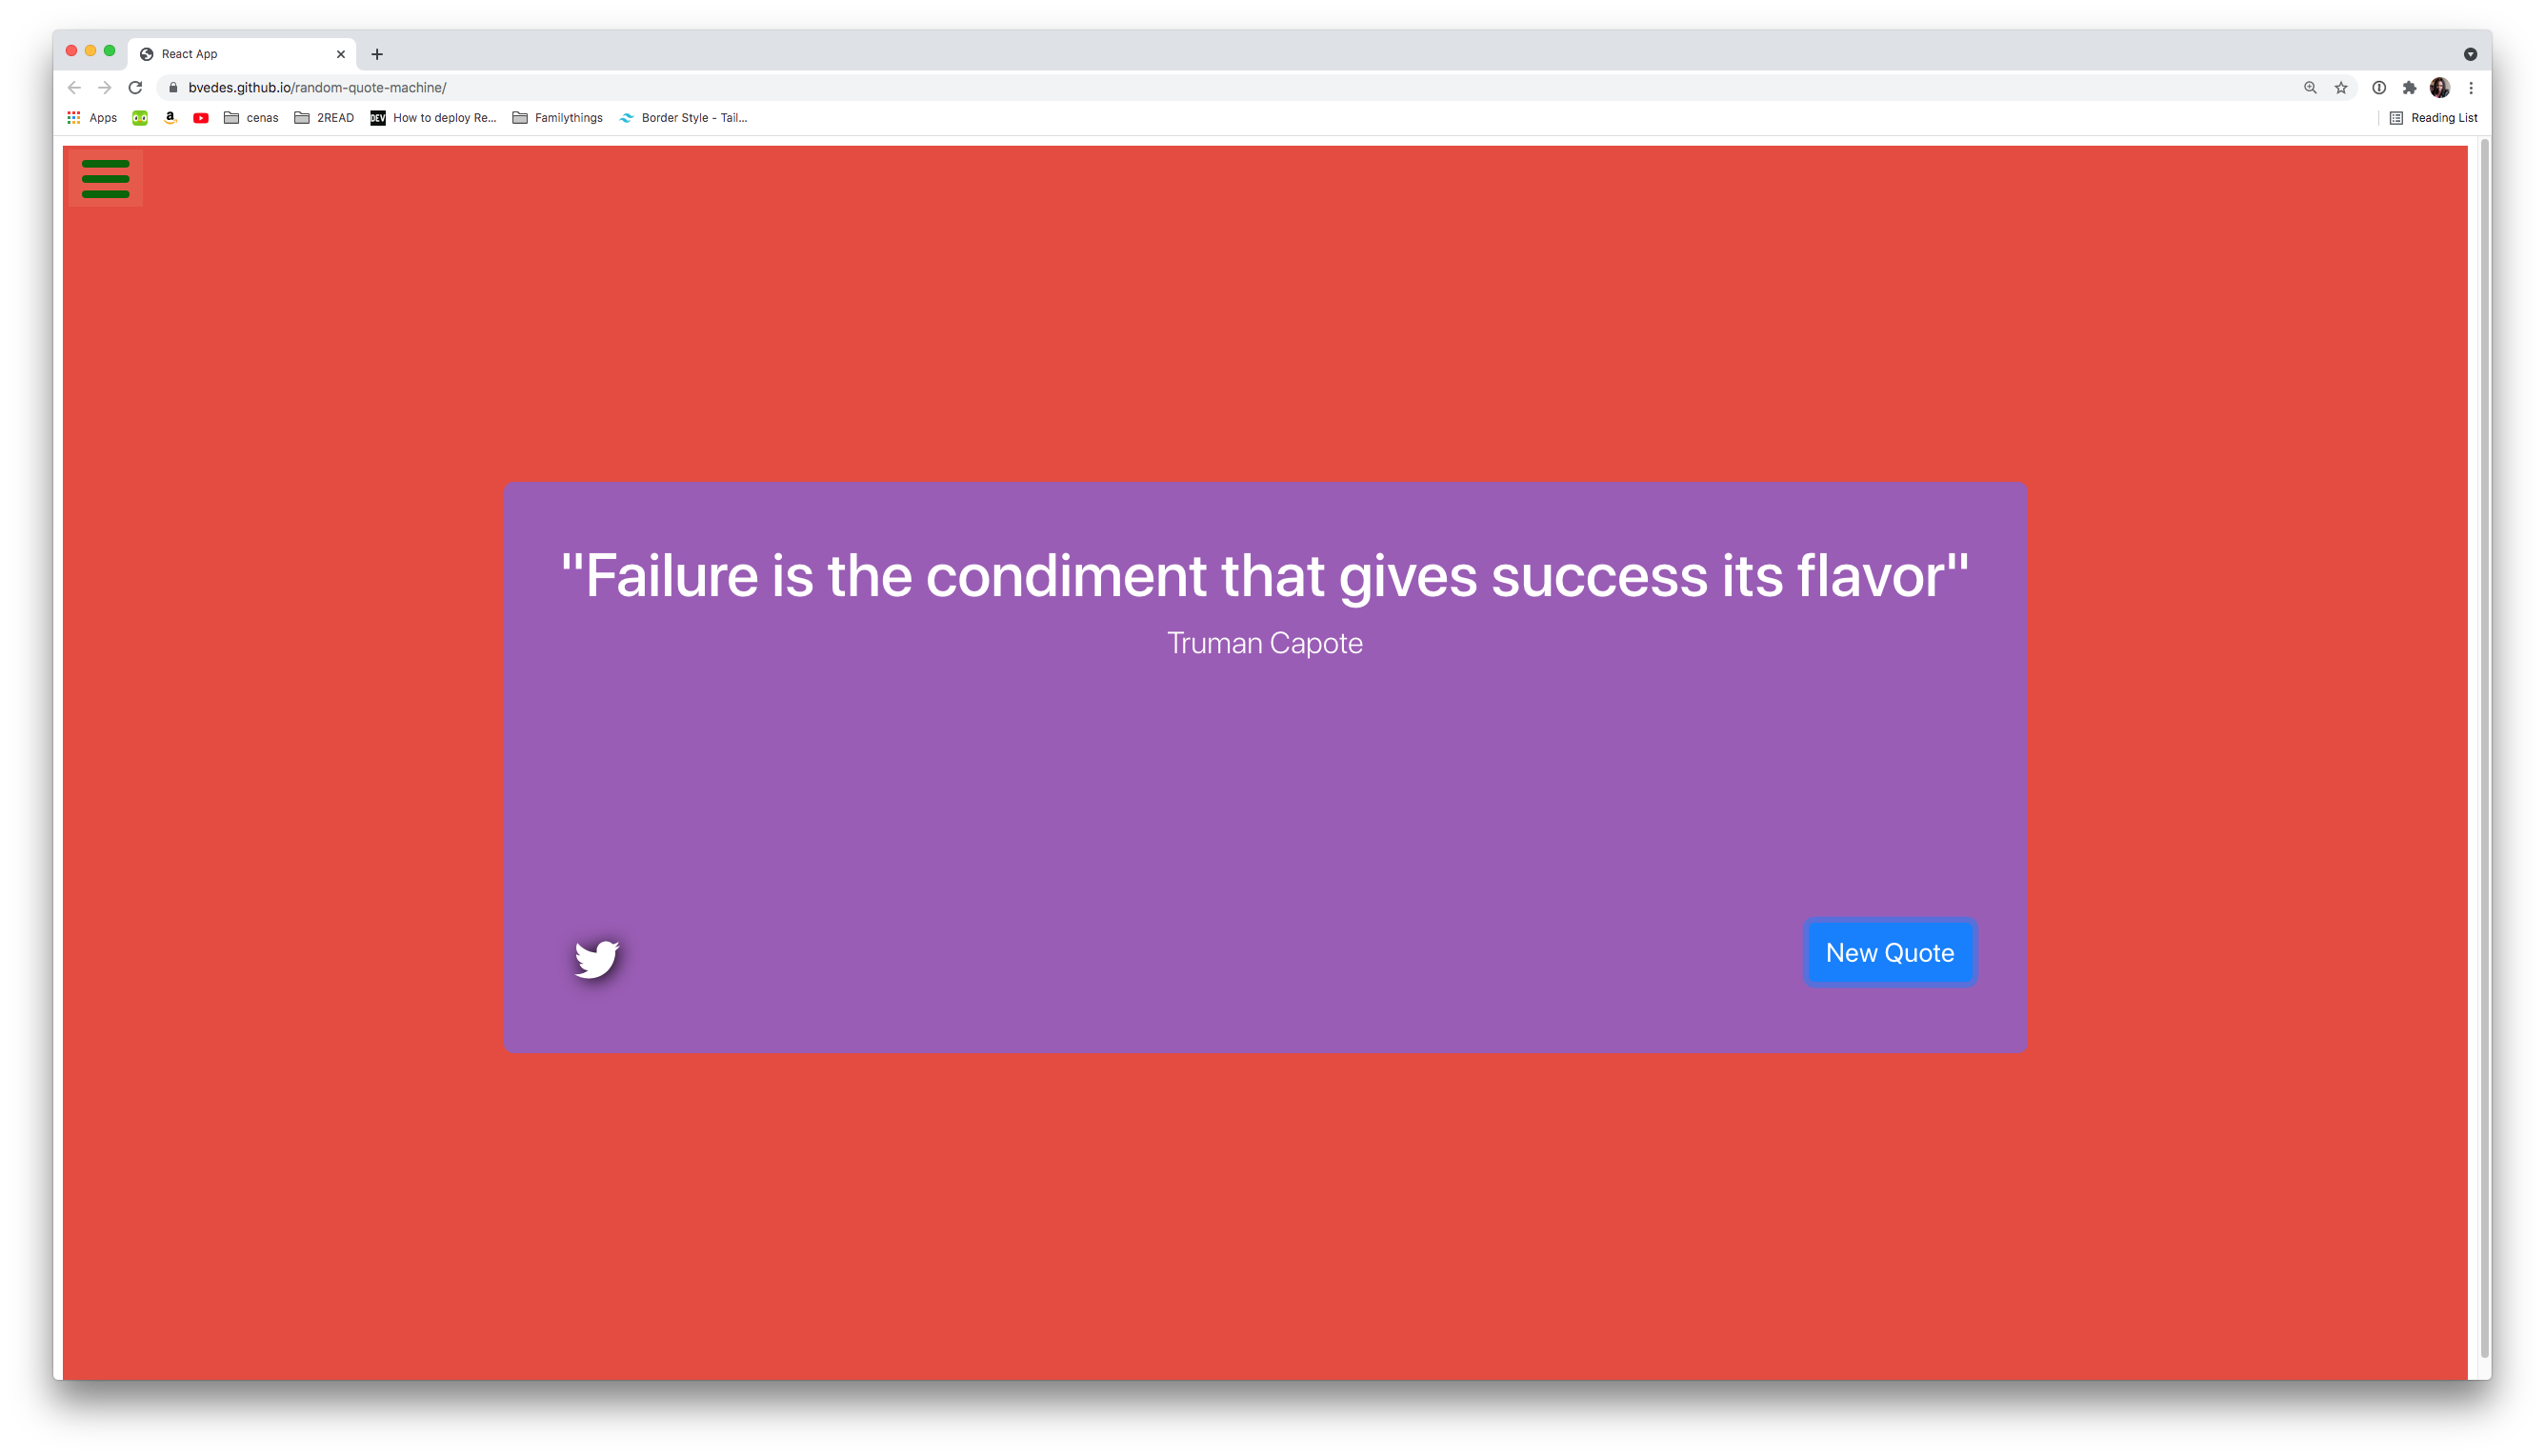 React App
bvedes.github.io/random-quote-machine/
Apps cenas 2READ DEV How to deploy Re... Familythings Border Style - Tail... Reading List
"Failure is the condiment that gives success its flavor"
Truman Capote
New Quote